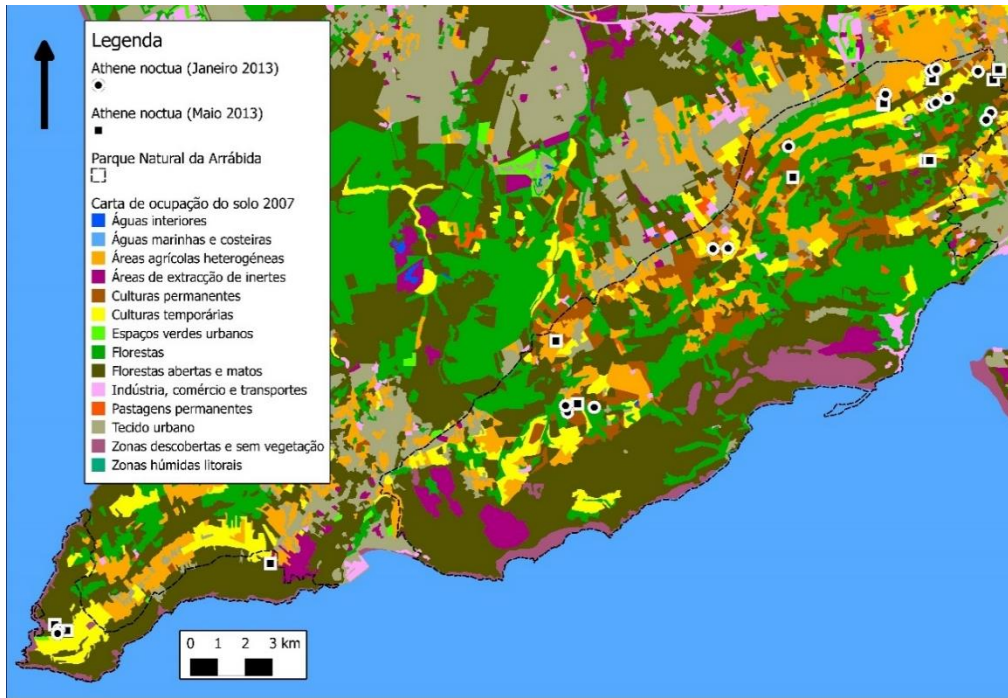 Legenda
Athene noctua (Janeiro 2013)
Athene noctua (Maio 2013)
Parque Natural da Arrábida
Carta de ocupação do solo 2007
Águas interiores
Águas marinhas e costeiras
Áreas agrícolas heterogéneas
Áreas de extracção de inertes
Culturas permanentes
Culturas temporárias
Espaços verdes urbanos
Florestas
Florestas abertas e matos
Indústria, comércio e transportes
Pastagens permanentes
Tecido urbano
Zonas descobertas e sem vegetação
Zonas húmidas litorais
0 1 2 3 km